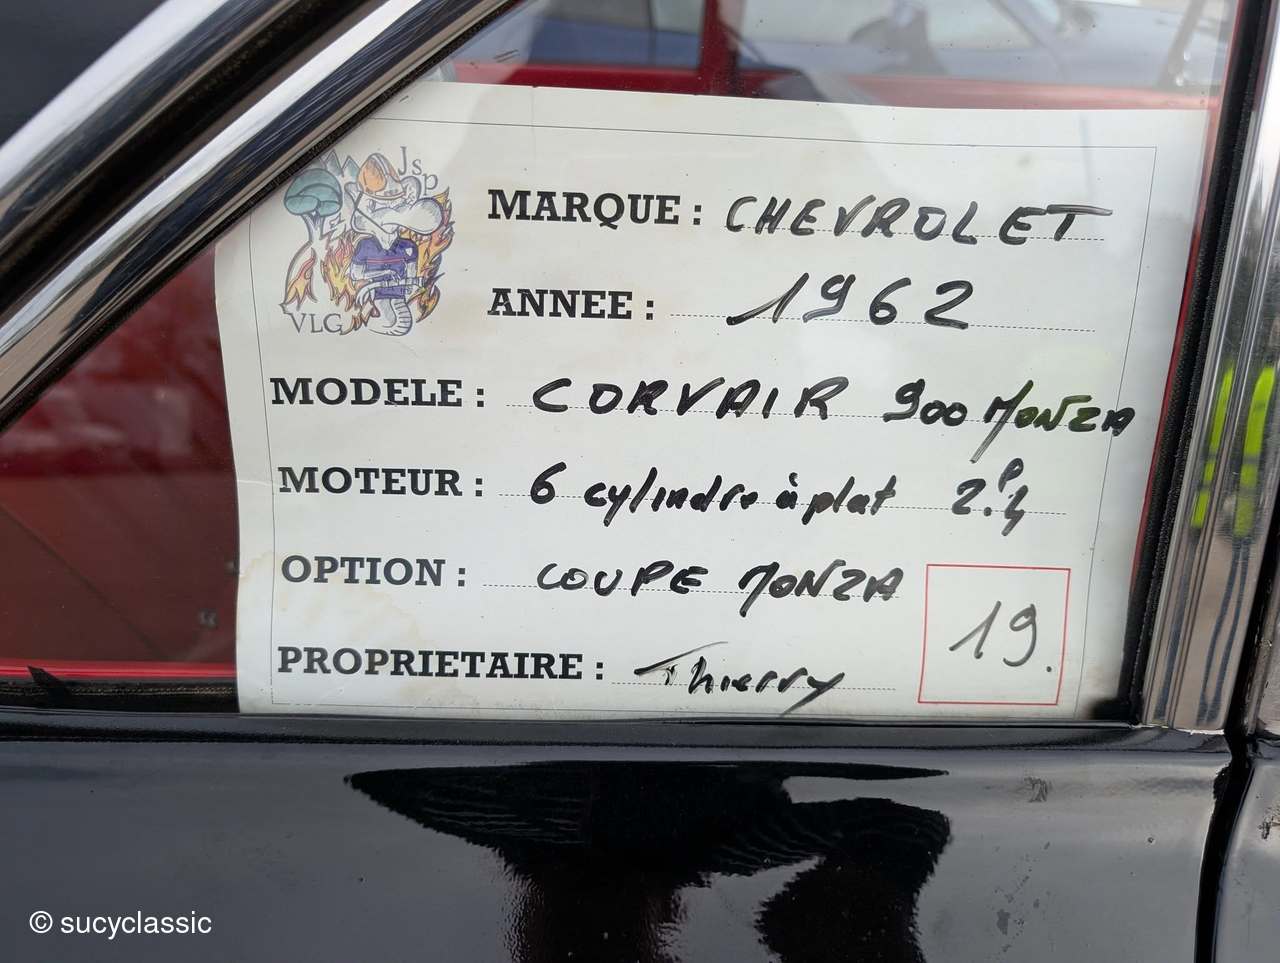 Jsp
VLG
MARQUE : CHEVROLET
ANNEE : 1962
MODELE : CORVAIR 900 MONZA
MOTEUR : 6 cylindre à plat 2.4
OPTION : COUPE MONZA
19.
PROPRIETAIRE : Thierry
© sucyclassic